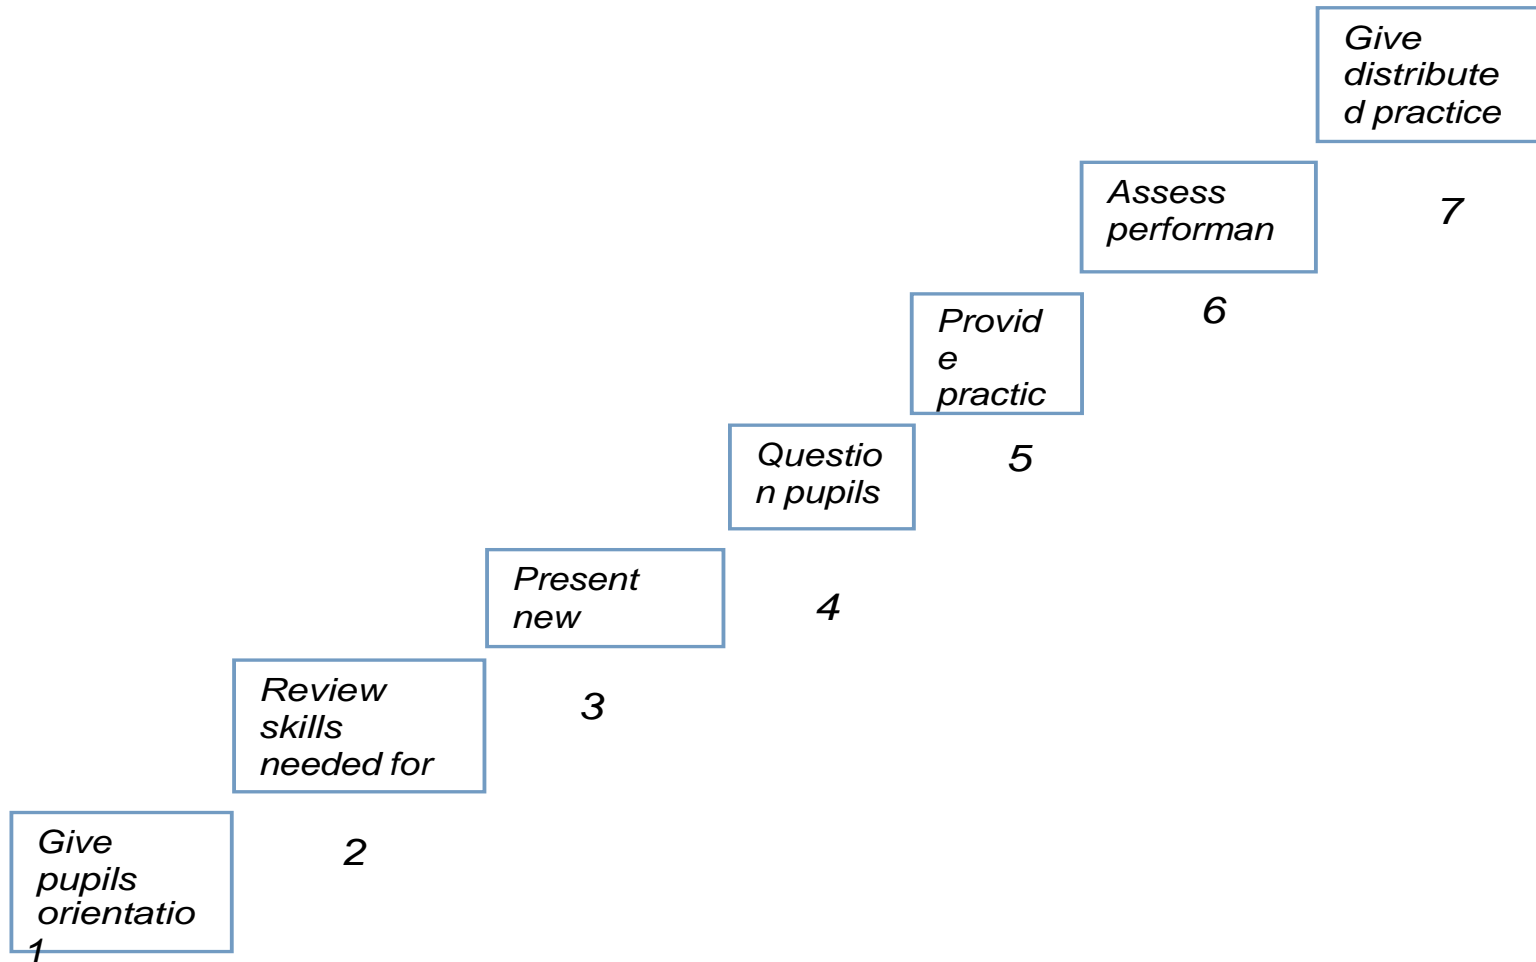 Give
distribute
d practice
7
Assess
performan
6
Provid
e
practic
5
Questio
n pupils
4
Present
new
3
Review
skills
needed for
2
Give
pupils
orientatio
1